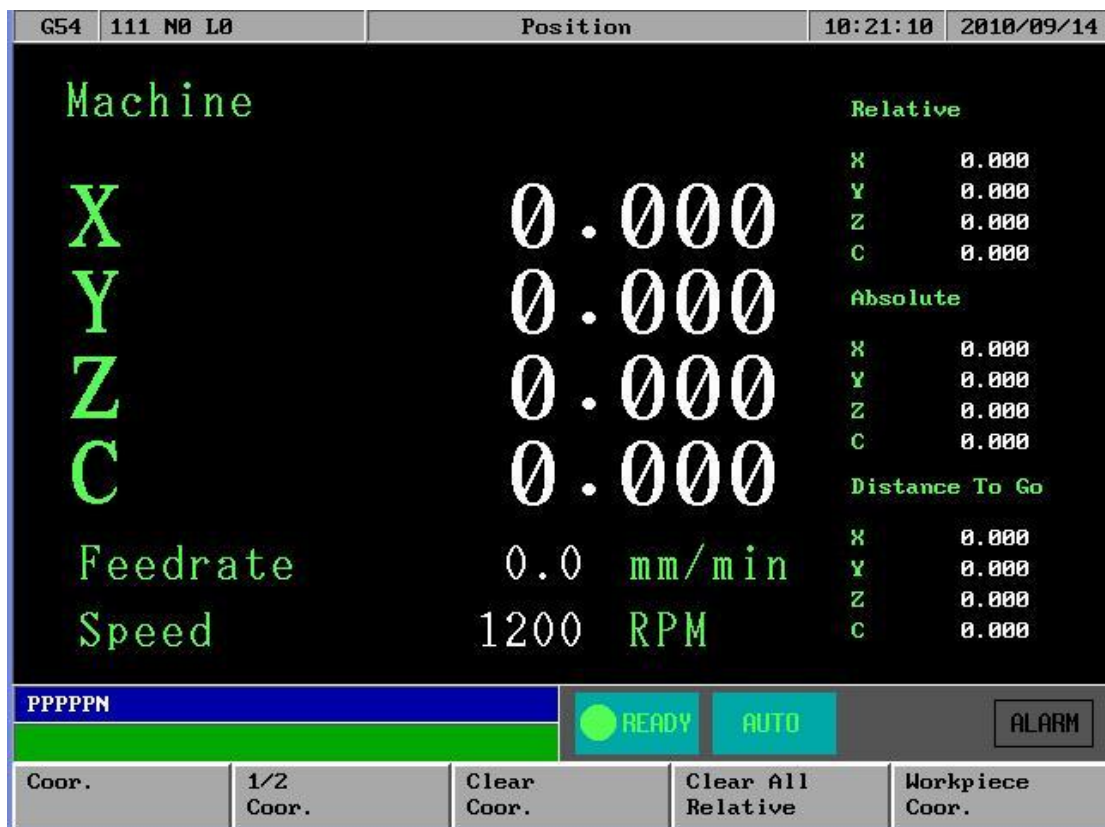 G54 111 N0 L0 Position 10:21:10 2010/09/14
Machine
X 0.000
Y 0.000
Z 0.000
C 0.000
Feedrate 0.0 mm/min
Speed 1200 RPM
Relative
X 0.000
Y 0.000
Z 0.000
C 0.000
Absolute
X 0.000
Y 0.000
Z 0.000
C 0.000
Distance To Go
X 0.000
Y 0.000
Z 0.000
C 0.000
PPPPPN
READY AUTO ALARM
Coor.
1/2
Coor.
Clear
Coor.
Clear All
Relative
Workpiece
Coor.